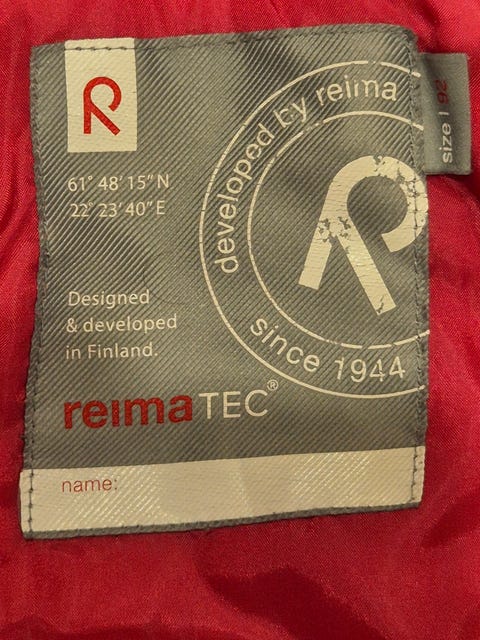 developed by reima
size | 92
61° 48' 15" N
22° 23' 40" E
Designed
& developed
in Finland.
since 1944
reimaTEC®
name: